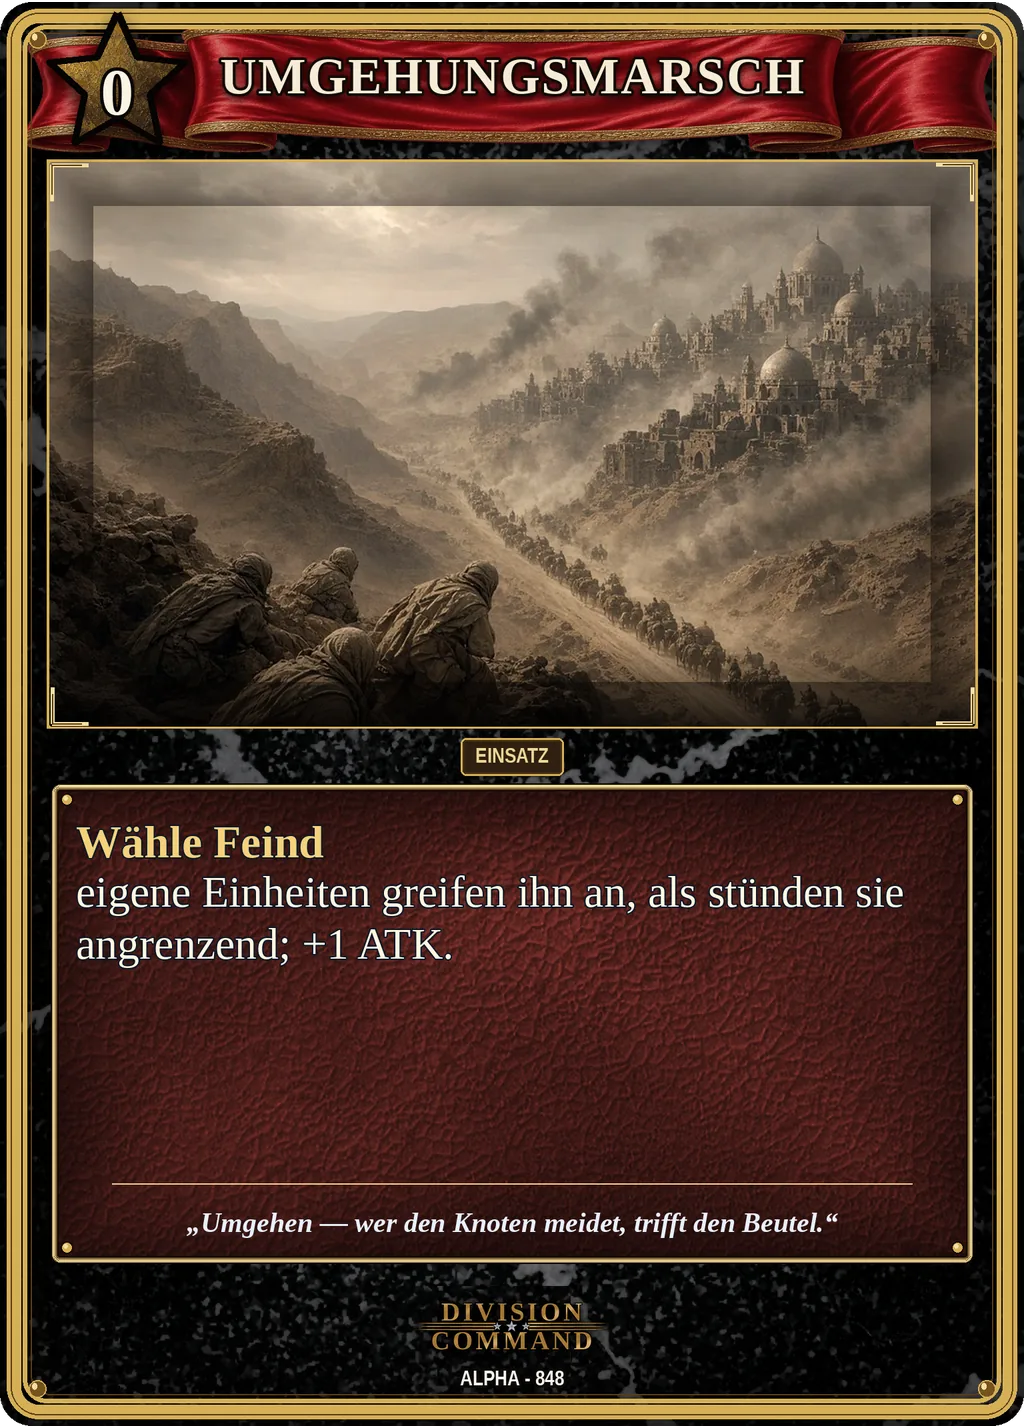 0
UMGEHUNGSMARSCH
EINSATZ
Wähle Feind
eigene Einheiten greifen ihn an, als stünden sie
angrenzend; +1 ATK.
„Umgehen — wer den Knoten meidet, trifft den Beutel.“
DIVISION
COMMAND
ALPHA - 848